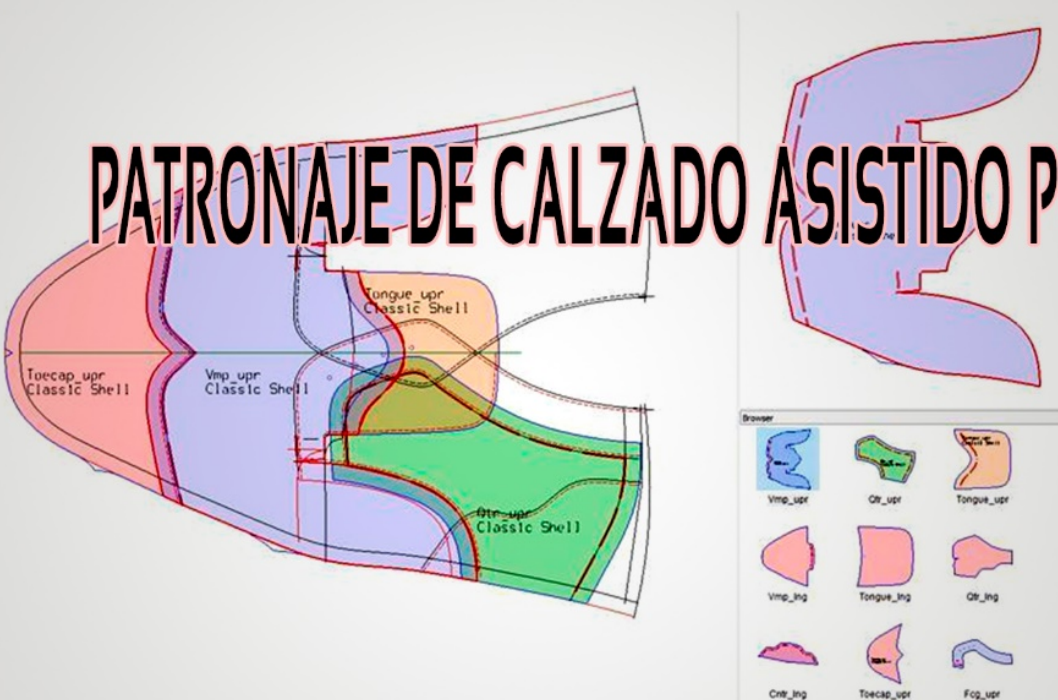 PATRONAJE DE CALZADO ASISTIDO P
Tongue_upr
Classic Shell
Toecap_upr
Classic Shell
Vmp_upr
Classic Shell
Qtr_upr
Classic Shell
Browser
Vmp_upr
Qtr_upr
Tongue_upr
Vmp_lng
Tongue_lng
Qtr_lng
Cntr_lng
Toecap_upr
Fcg_upr